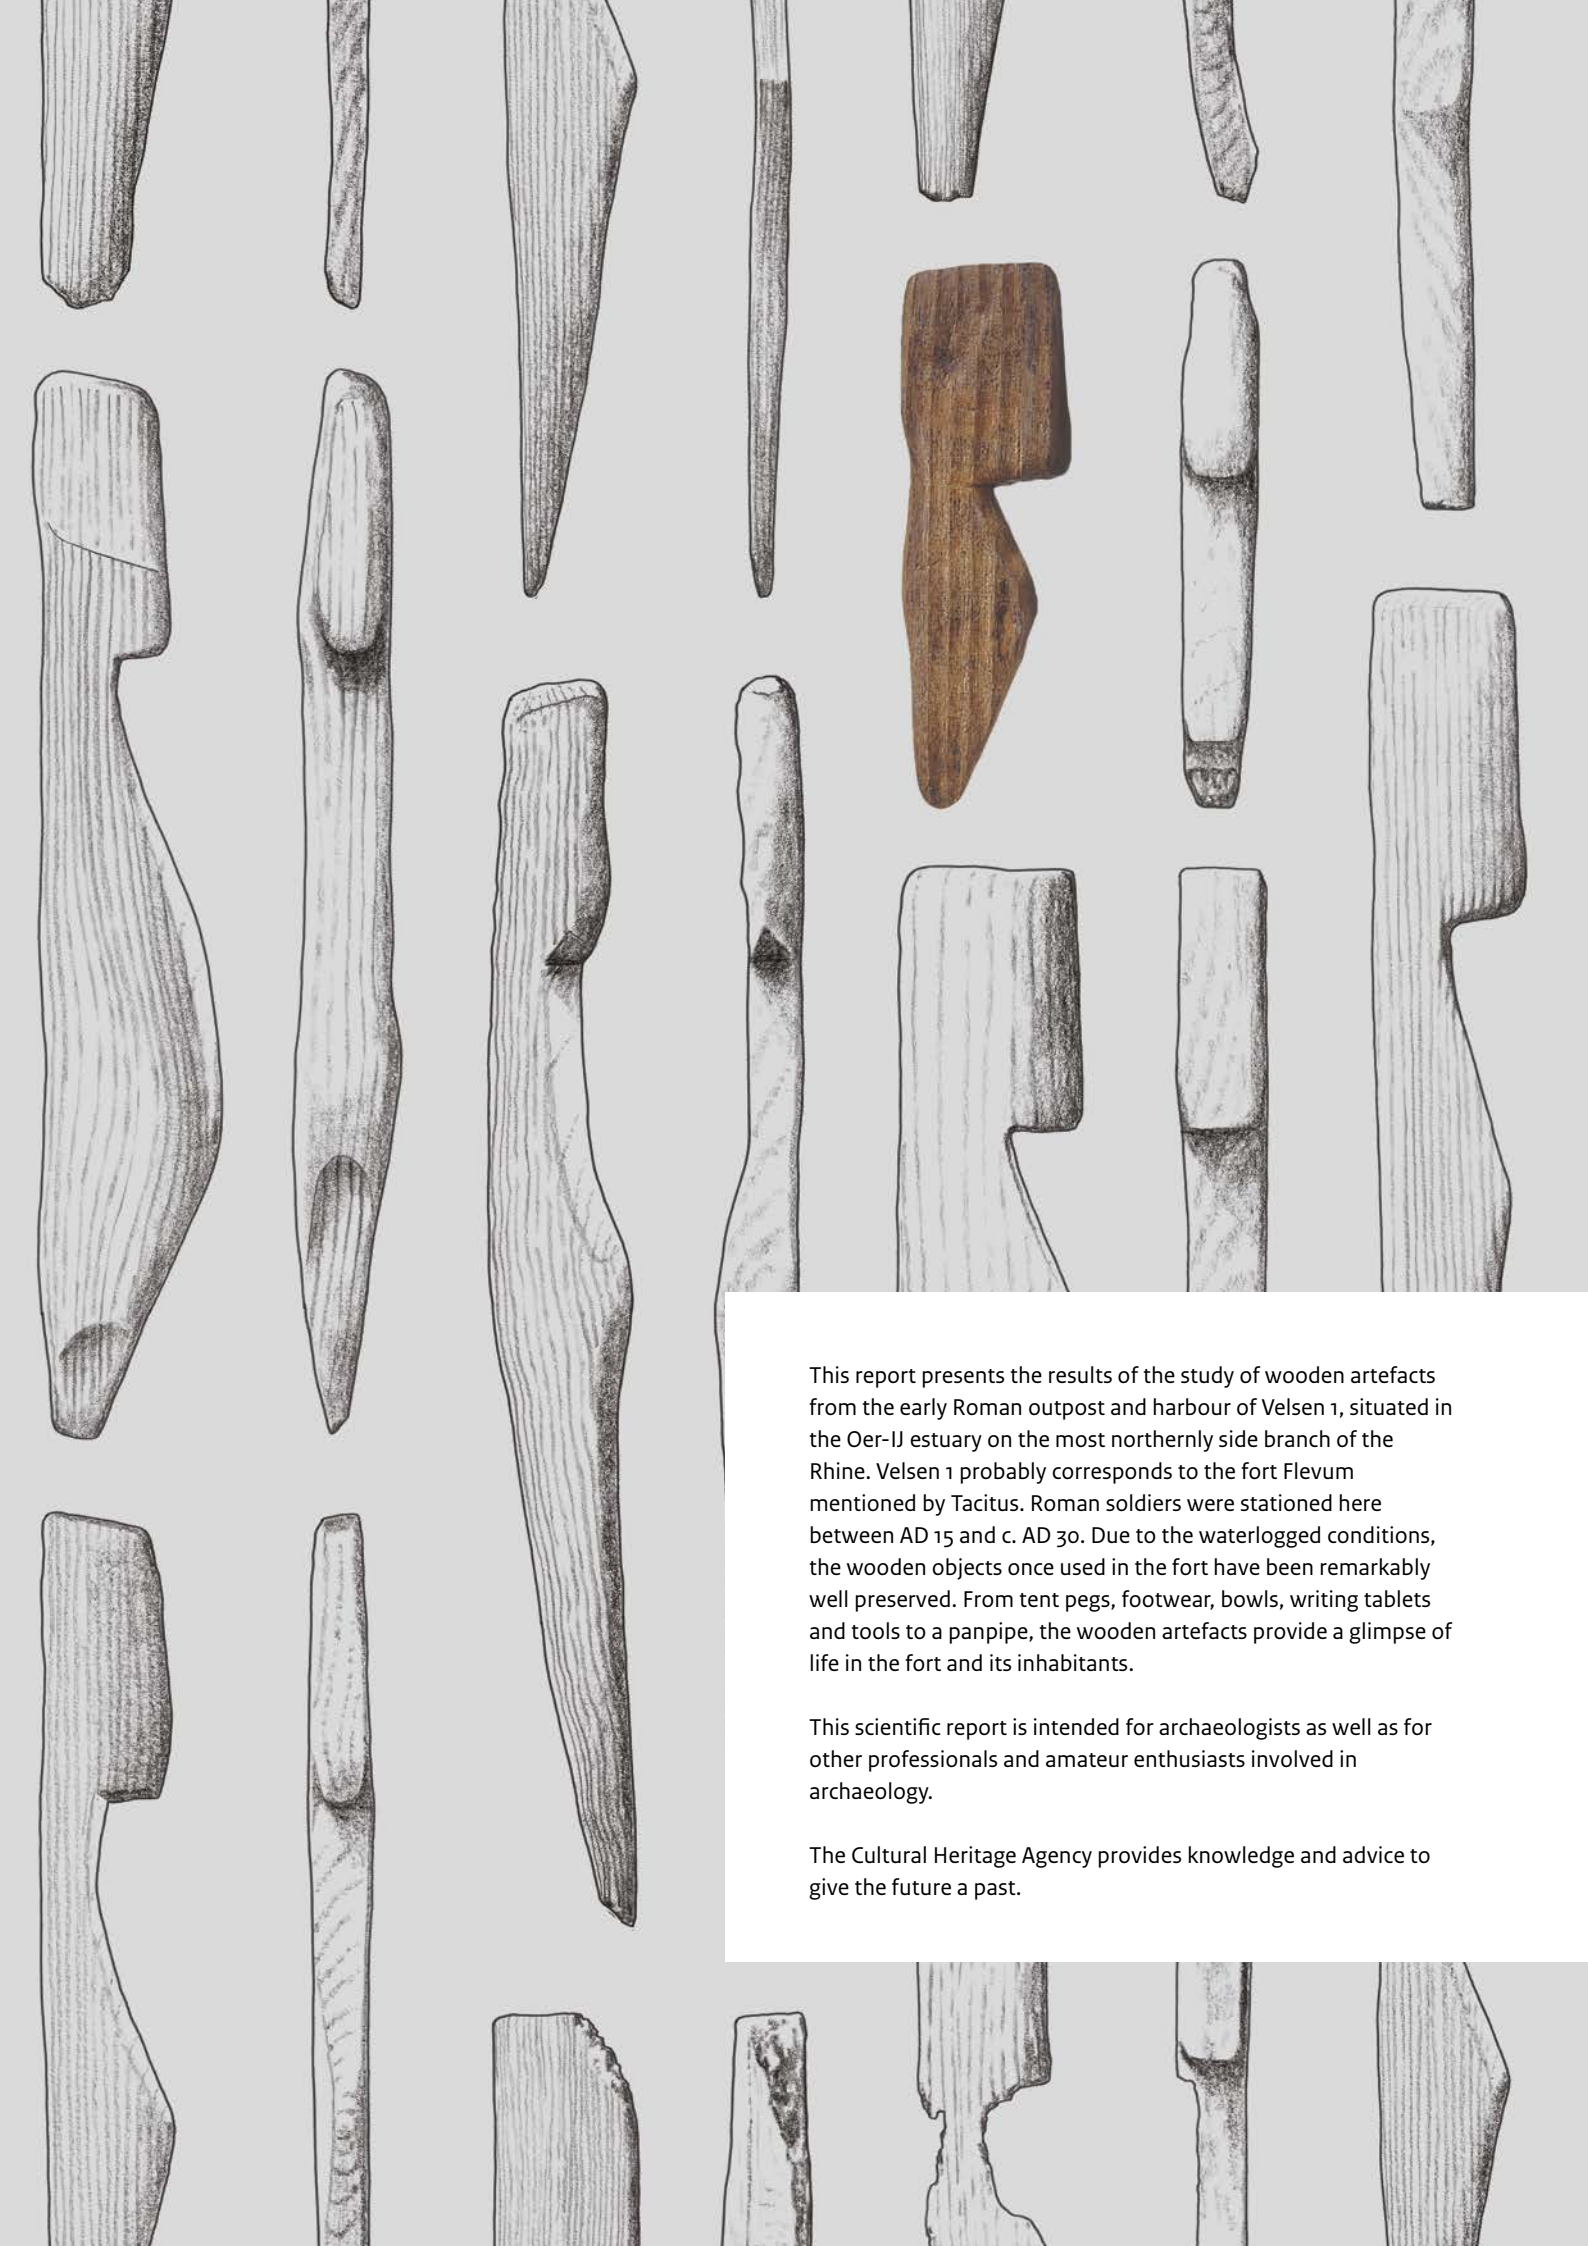 This report presents the results of the study of wooden artefacts
from the early Roman outpost and harbour of Velsen 1, situated in
the Oer-IJ estuary on the most northernly side branch of the
Rhine. Velsen 1 probably corresponds to the fort Flevum
mentioned by Tacitus. Roman soldiers were stationed here
between AD 15 and c. AD 30. Due to the waterlogged conditions,
the wooden objects once used in the fort have been remarkably
well preserved. From tent pegs, footwear, bowls, writing tablets
and tools to a panpipe, the wooden artefacts provide a glimpse of
life in the fort and its inhabitants.

This scientific report is intended for archaeologists as well as for
other professionals and amateur enthusiasts involved in
archaeology.

The Cultural Heritage Agency provides knowledge and advice to
give the future a past.